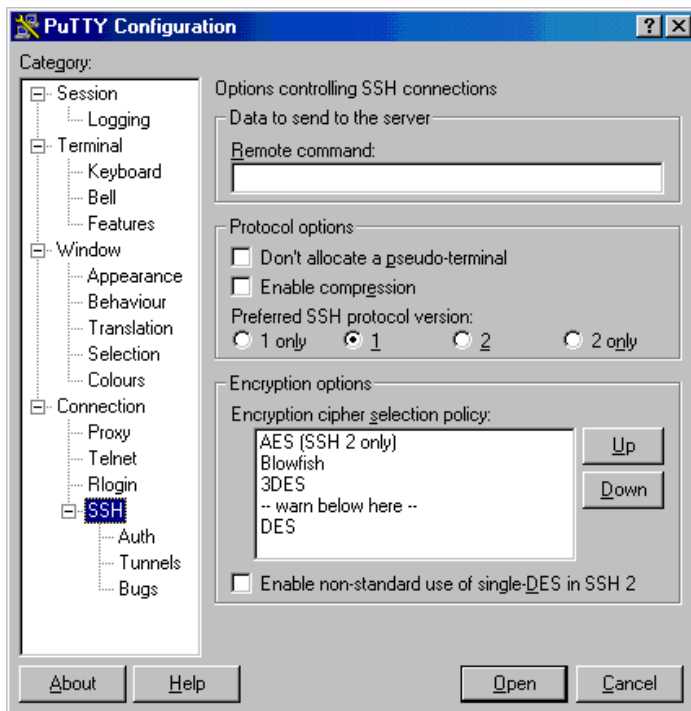 PuTTY Configuration
Category:
Session
Logging
Terminal
Keyboard
Bell
Features
Window
Appearance
Behaviour
Translation
Selection
Colours
Connection
Proxy
Telnet
Rlogin
SSH
Auth
Tunnels
Bugs
Options controlling SSH connections
Data to send to the server
Remote command:
Protocol options
Don't allocate a pseudo-terminal
Enable compression
Preferred SSH protocol version:
1 only 1 2 2 only
Encryption options
Encryption cipher selection policy:
AES (SSH 2 only)
Blowfish
3DES
-- warn below here --
DES
Up
Down
Enable non-standard use of single-DES in SSH 2
About Help Open Cancel